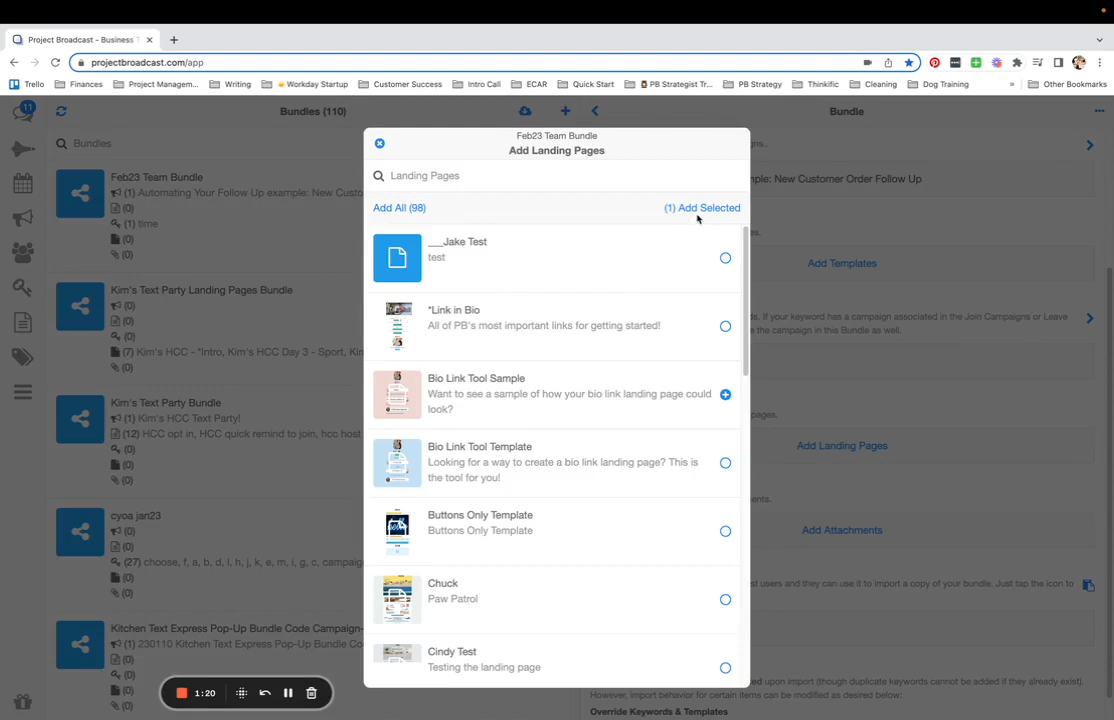 Project Broadcast - Business T
projectbroadcast.com/app
Trello
Finances
Project Managem...
Writing
Workday Startup
Customer Success
Intro Call
ECAR
Quick Start
PB Strategist Tr...
PB Strategy
Thinkific
Cleaning
Dog Training
»
Other Bookmarks
11
Bundles (110)
Bundles
Feb23 Team Bundle
(1) Automating Your Follow Up example: New Custo
(0)
(1) time
(0)
(0)
Kim's Text Party Landing Pages Bundle
(0)
(0)
(0)
(7) Kim's HCC - "Intro, Kim's HCC Day 3 - Sport, Kim
(0)
Kim's Text Party Bundle
(1) Kim's HCC Text Party!
(12) HCC opt in, HCC quick remind to join, hcc host
(0)
(0)
(0)
cyoa jan23
(0)
(0)
(27) choose, f, a, b, d, l, h, j, k, e, m, i, g, c, campaig
(0)
(0)
Kitchen Text Express Pop-Up Bundle Code Campaign-
(1) 230110 Kitchen Text Express Pop-Up Bundle Co
(0)
(0)
1:20
Feb23 Team Bundle
Add Landing Pages
Landing Pages
Add All (98)
(1) Add Selected
___Jake Test
test
*Link in Bio
All of PB's most important links for getting started!
Bio Link Tool Sample
Want to see a sample of how your bio link landing page could
look?
Bio Link Tool Template
Looking for a way to create a bio link landing page? This is
the tool for you!
Buttons Only Template
Buttons Only Template
Chuck
Paw Patrol
Cindy Test
Testing the landing page
Bundle
ns..
mple: New Customer Order Follow Up
es.
Add Templates
ds. If your keyword has a campaign associated in the Join Campaigns or Leave
es the campaign in this Bundle as well.
pages.
Add Landing Pages
ents.
Add Attachments
st users and they can use it to import a copy of your bundle. Just tap the icon to
ed upon import (though duplicate keywords cannot be added if they already exist).
However, import behavior for certain items can be modified as desired below:
Override Keywords & Templates